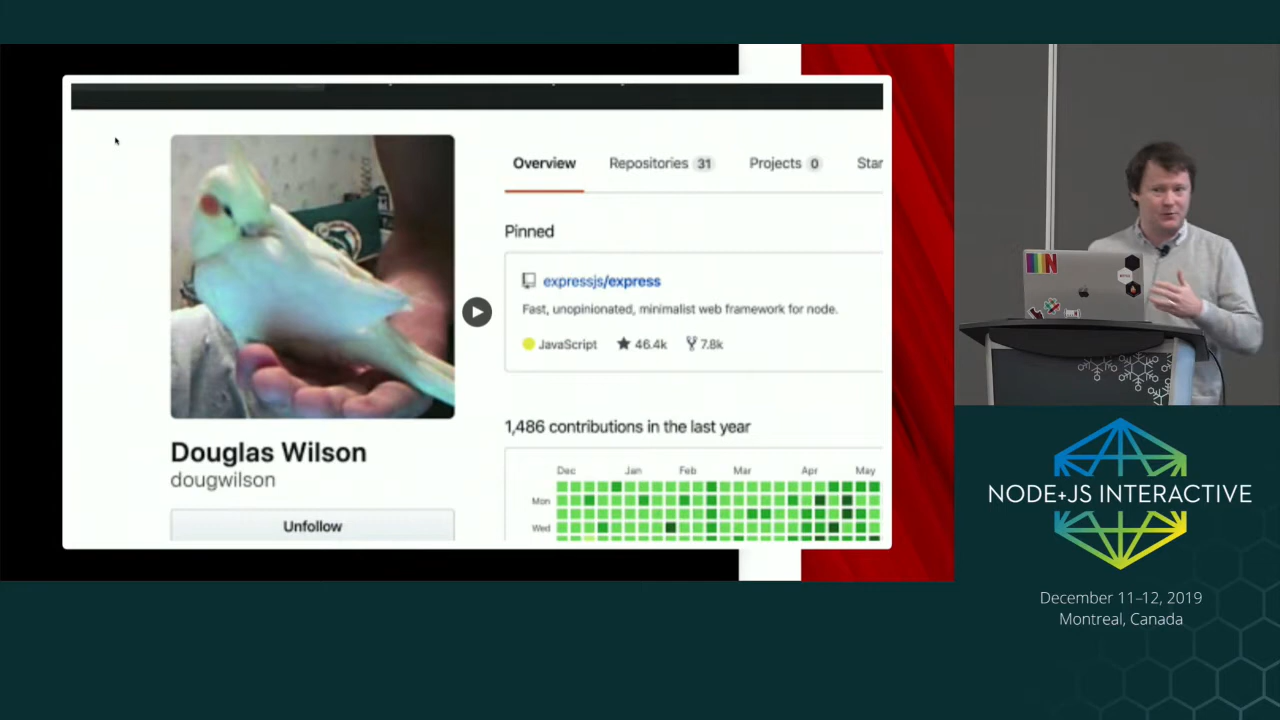 Overview Repositories 31 Projects 0 Star
Pinned
expressjs/express
Fast, unopinionated, minimalist web framework for node.
JavaScript 46.4k 7.8k
1,486 contributions in the last year
Dec Jan Feb Mar Apr May
Mon
Wed
Douglas Wilson
dougwilson
Unfollow
NODE+JS INTERACTIVE
December 11–12, 2019
Montreal, Canada